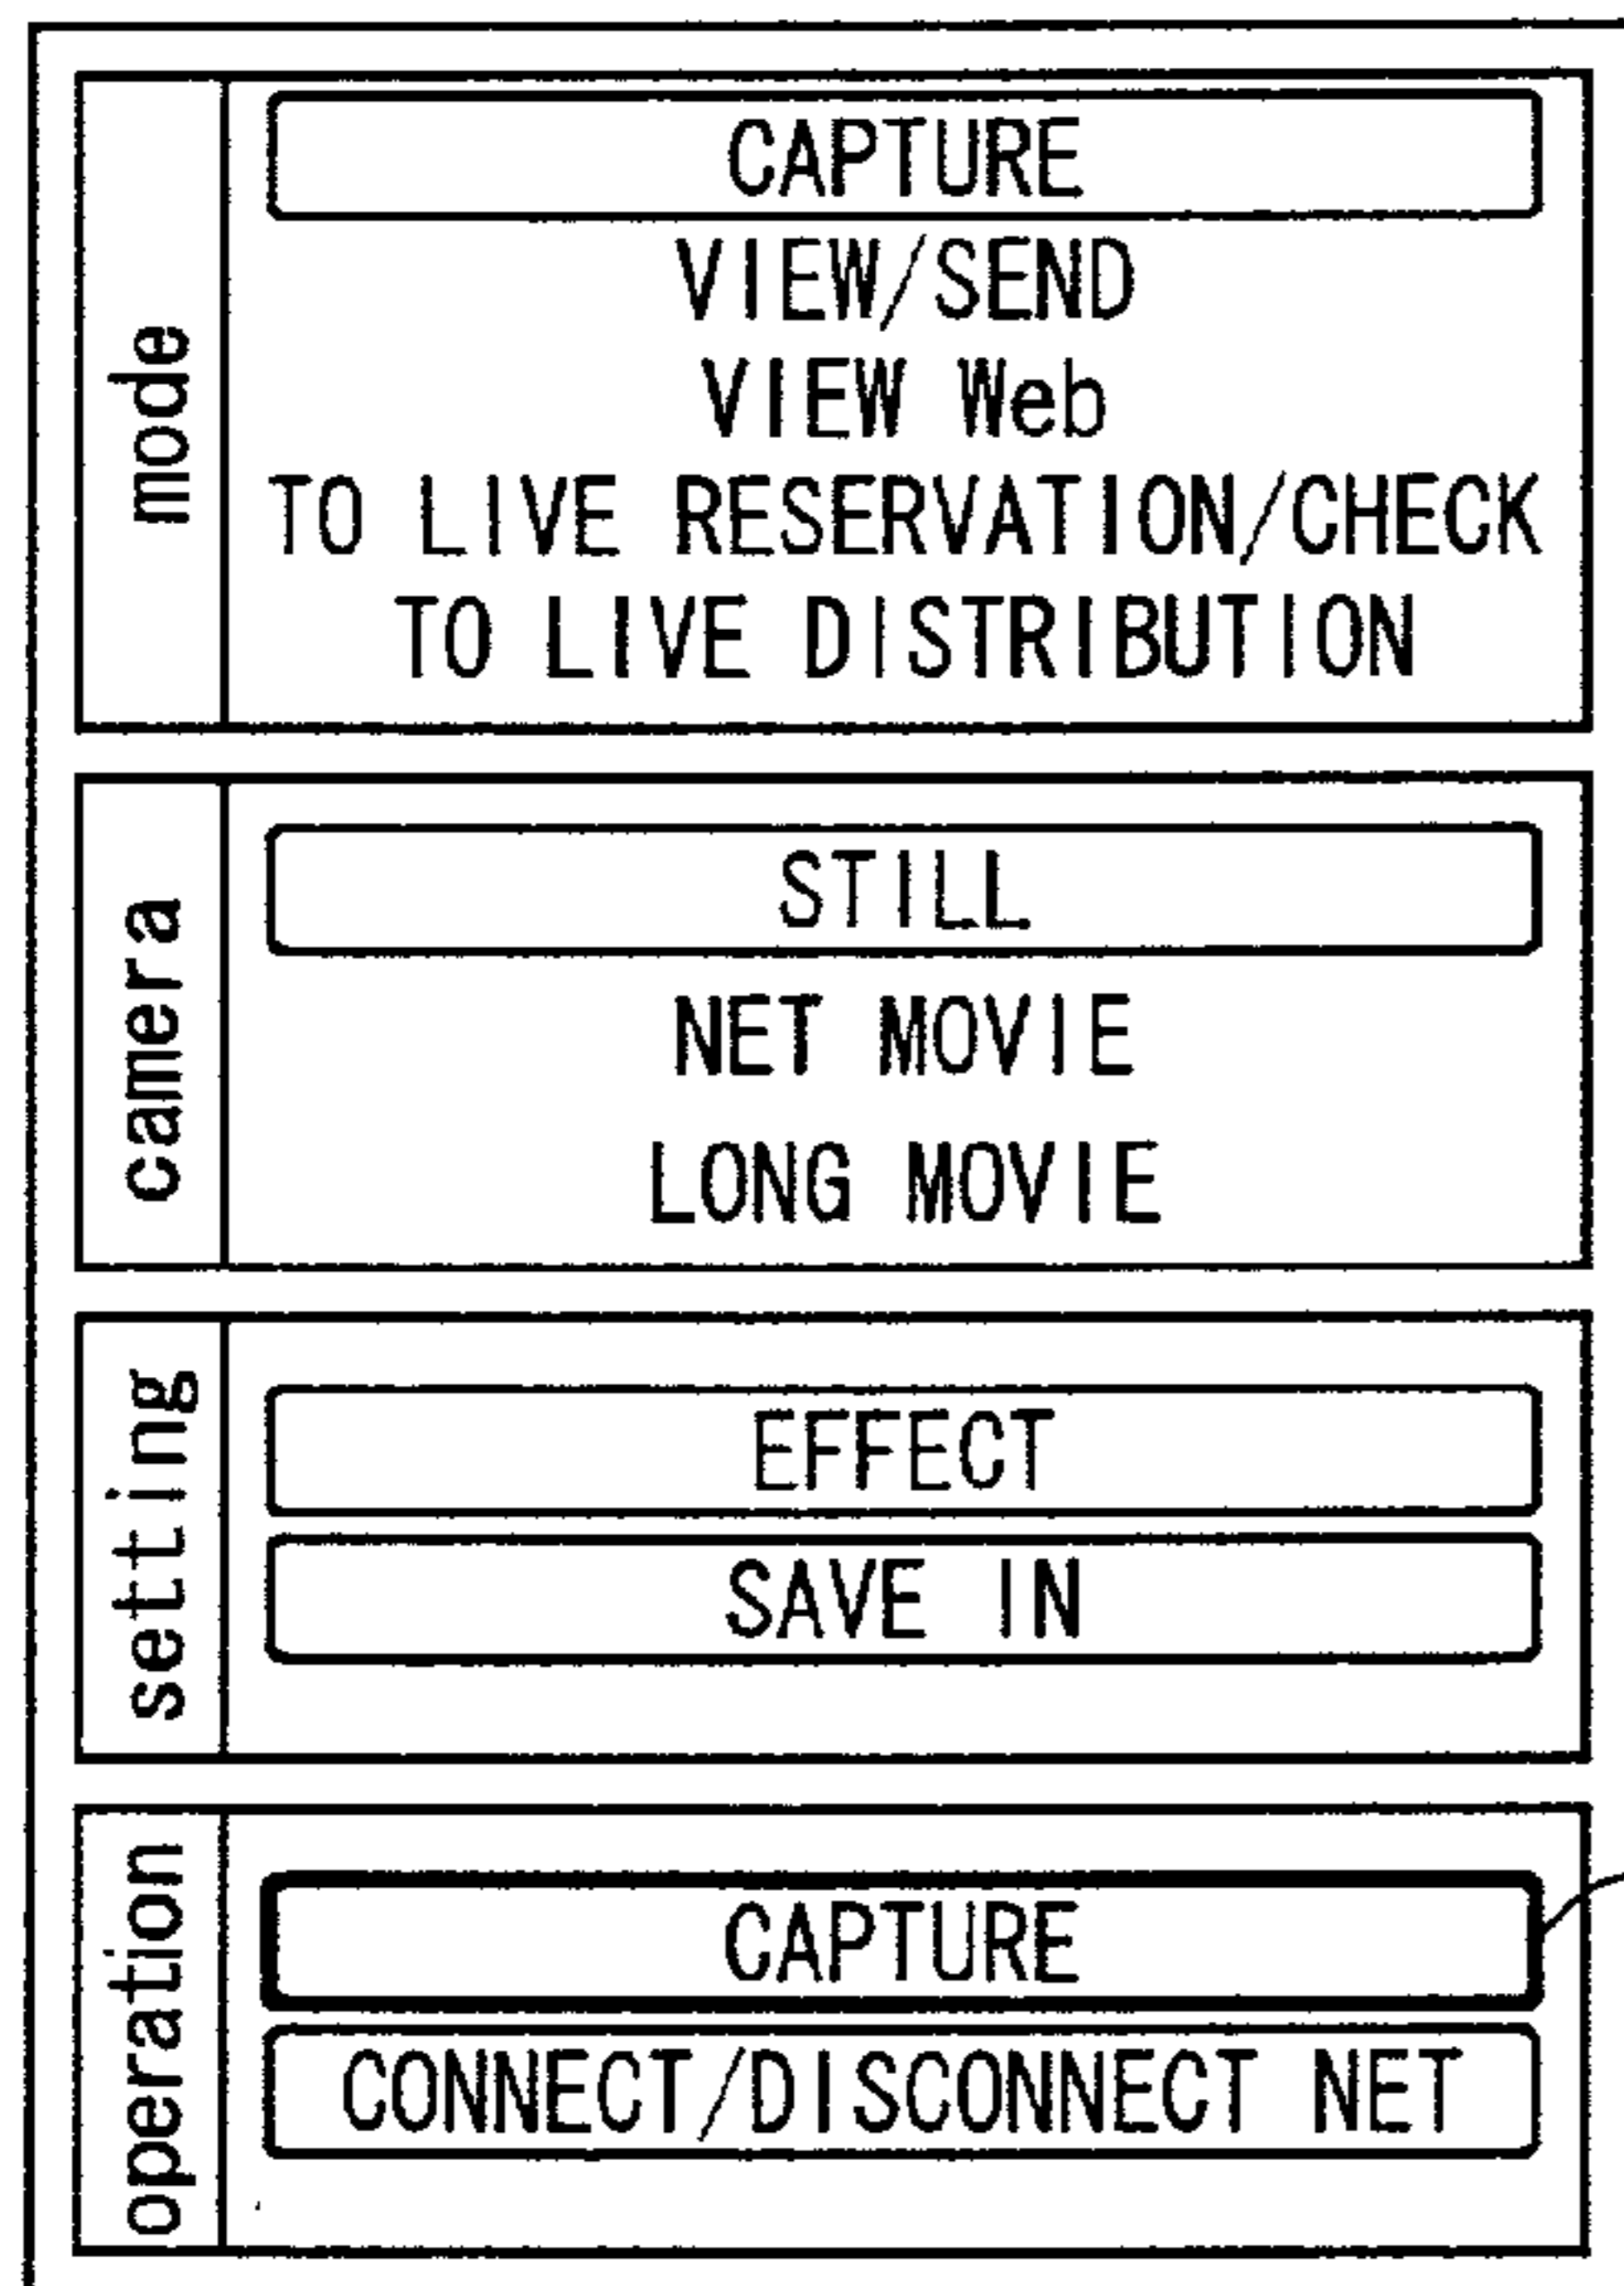 mode
CAPTURE
VIEW/SEND
VIEW Web
TO LIVE RESERVATION/CHECK
TO LIVE DISTRIBUTION
camera
STILL
NET MOVIE
LONG MOVIE
setting
EFFECT
SAVE IN
operation
CAPTURE
CONNECT/DISCONNECT NET